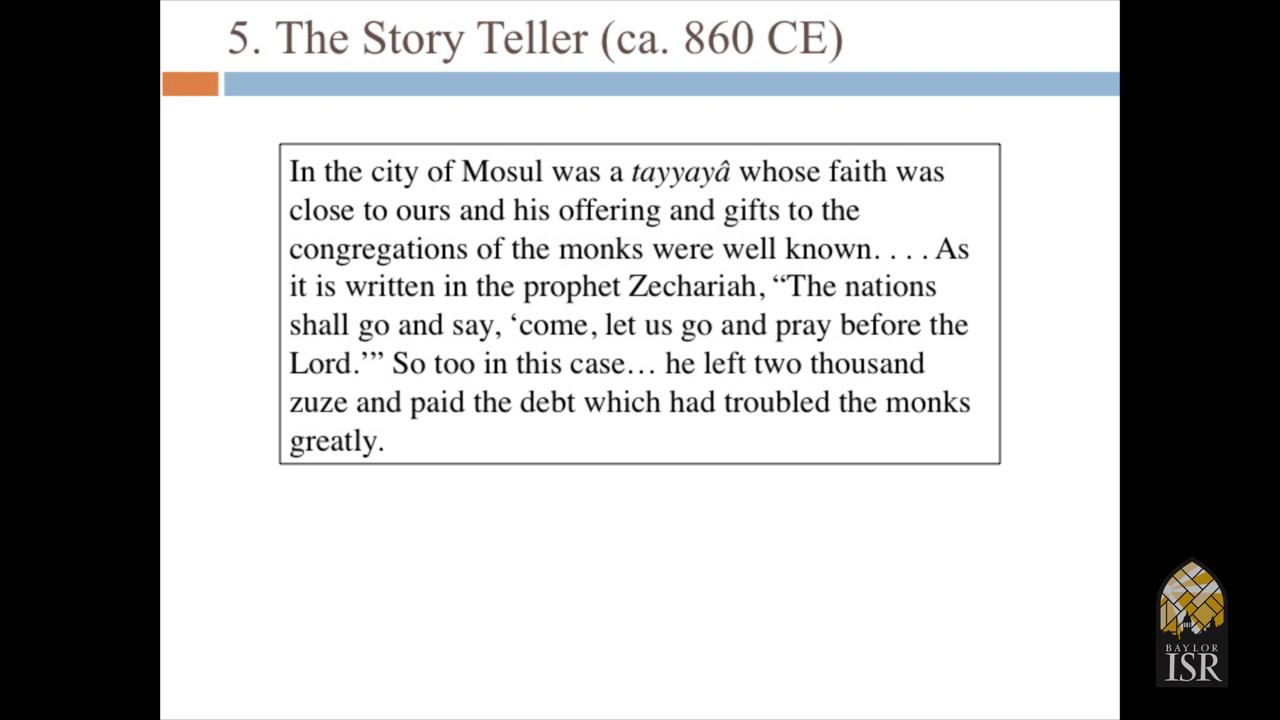 5. The Story Teller (ca. 860 CE)
In the city of Mosul was a tayyayâ whose faith was
close to ours and his offering and gifts to the
congregations of the monks were well known. . . . As
it is written in the prophet Zechariah, “The nations
shall go and say, ‘come, let us go and pray before the
Lord.’” So too in this case… he left two thousand
zuze and paid the debt which had troubled the monks
greatly.
BAYLOR
ISR